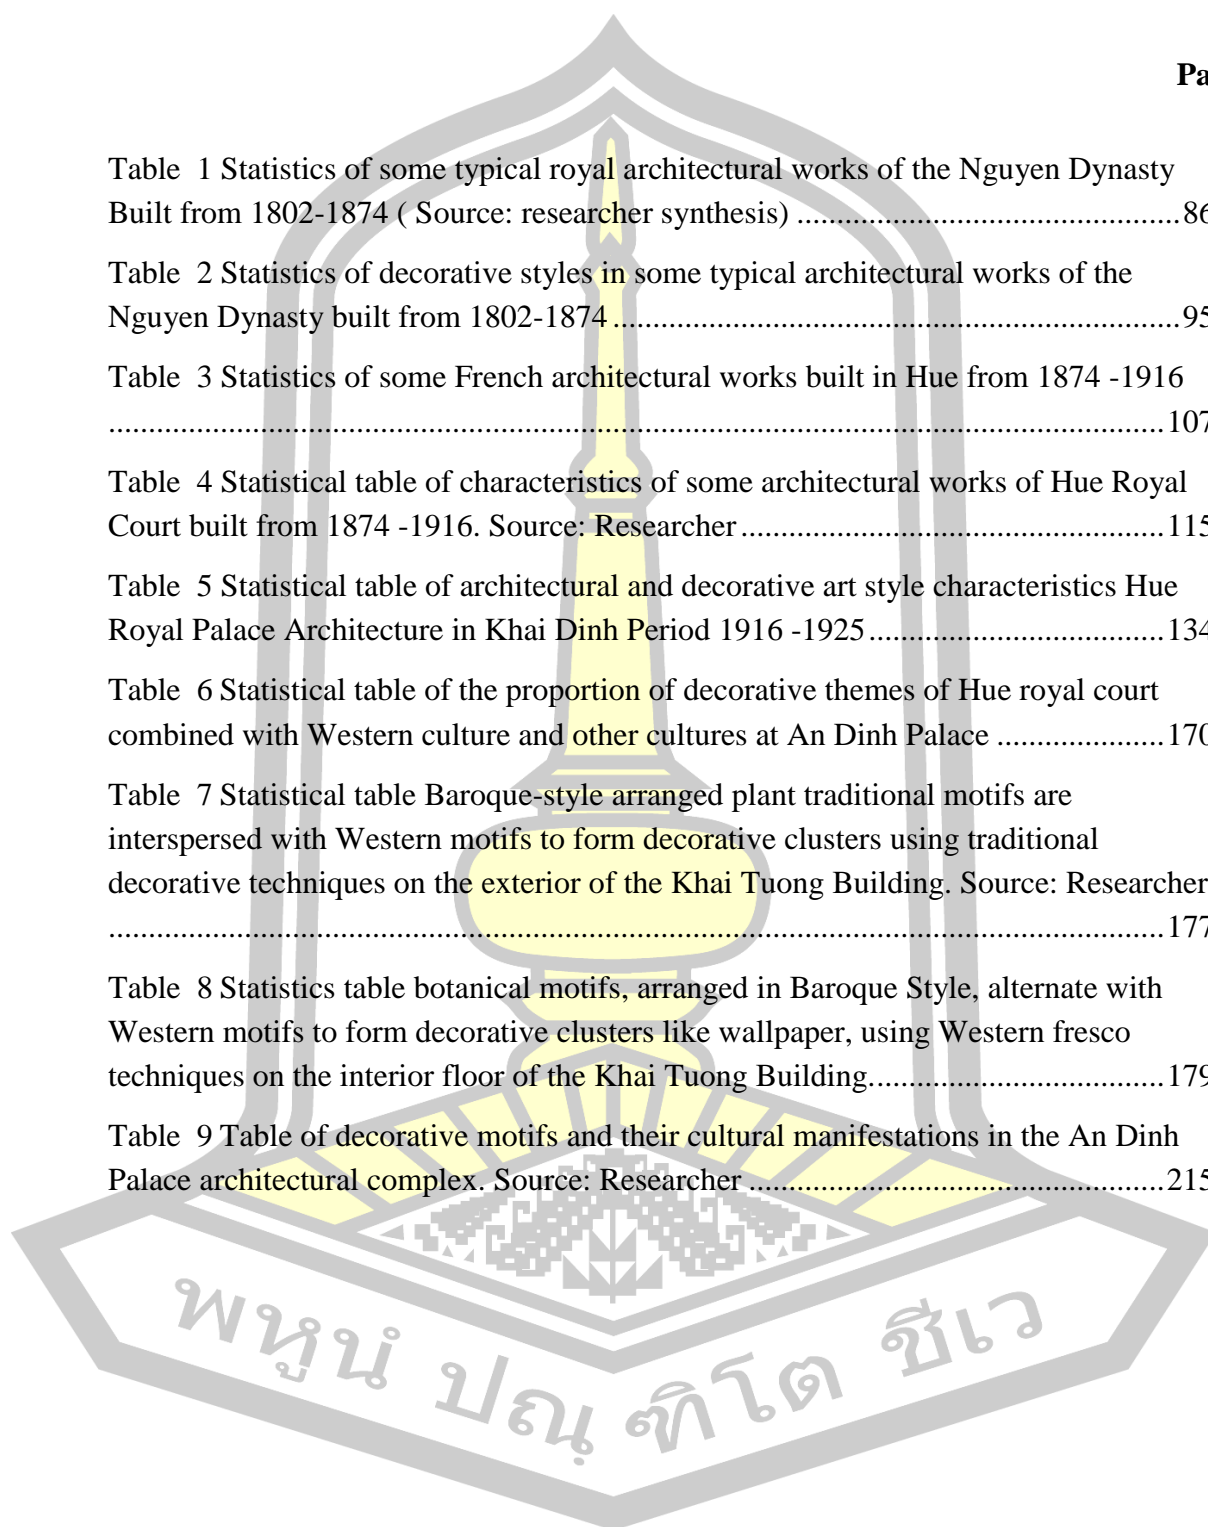 Pa
Table  1 Statistics of some typical royal architectural works of the Nguyen Dynasty
Built from 1802-1874 ( Source: researcher synthesis) ........................................86
Table  2 Statistics of decorative styles in some typical architectural works of the
Nguyen Dynasty built from 1802-1874 ............................................................95
Table  3 Statistics of some French architectural works built in Hue from 1874 -1916
................................................................................................................107
Table  4 Statistical table of characteristics of some architectural works of Hue Royal
Court built from 1874 -1916. Source: Researcher .............................................115
Table  5 Statistical table of architectural and decorative art style characteristics Hue
Royal Palace Architecture in Khai Dinh Period 1916 -1925 ...............................134
Table  6 Statistical table of the proportion of decorative themes of Hue royal court
combined with Western culture and other cultures at An Dinh Palace ..................170
Table  7 Statistical table Baroque-style arranged plant traditional motifs are
interspersed with Western motifs to form decorative clusters using traditional
decorative techniques on the exterior of the Khai Tuong Building. Source: Researcher
................................................................................................................177
Table  8 Statistics table botanical motifs, arranged in Baroque Style, alternate with
Western motifs to form decorative clusters like wallpaper, using Western fresco
techniques on the interior floor of the Khai Tuong Building...............................179
Table  9 Table of decorative motifs and their cultural manifestations in the An Dinh
Palace architectural complex. Source: Researcher ............................................215
พหูนํ ปณฺฑิโต ชีเว